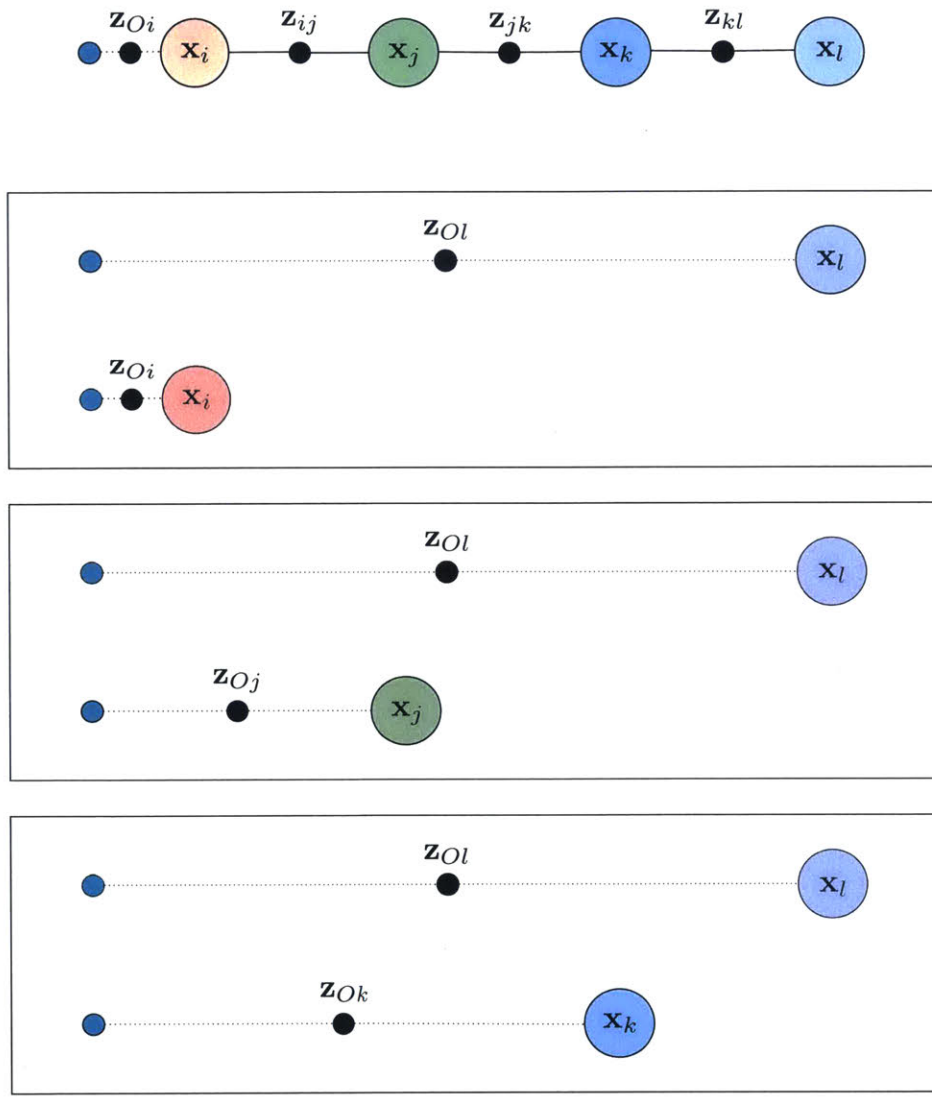 z_{Oi} z_{ij} z_{jk} z_{kl}
x_i x_j x_k x_l
z_{Ol}
x_l
z_{Oi}
x_i
z_{Ol}
x_l
z_{Oj}
x_j
z_{Ol}
x_l
z_{Ok}
x_k